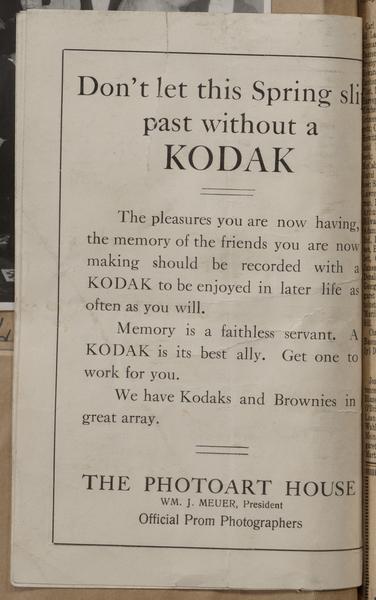 Don't let this Spring sli
past without a
KODAK
The pleasures you are now having,
the memory of the friends you are now
making should be recorded with a
KODAK to be enjoyed in later life as
often as you will.
Memory is a faithless servant. A
KODAK is its best ally. Get one to
work for you.
We have Kodaks and Brownies in
great array.
THE PHOTOART HOUSE
WM. J. MEUER, President
Official Prom Photographers